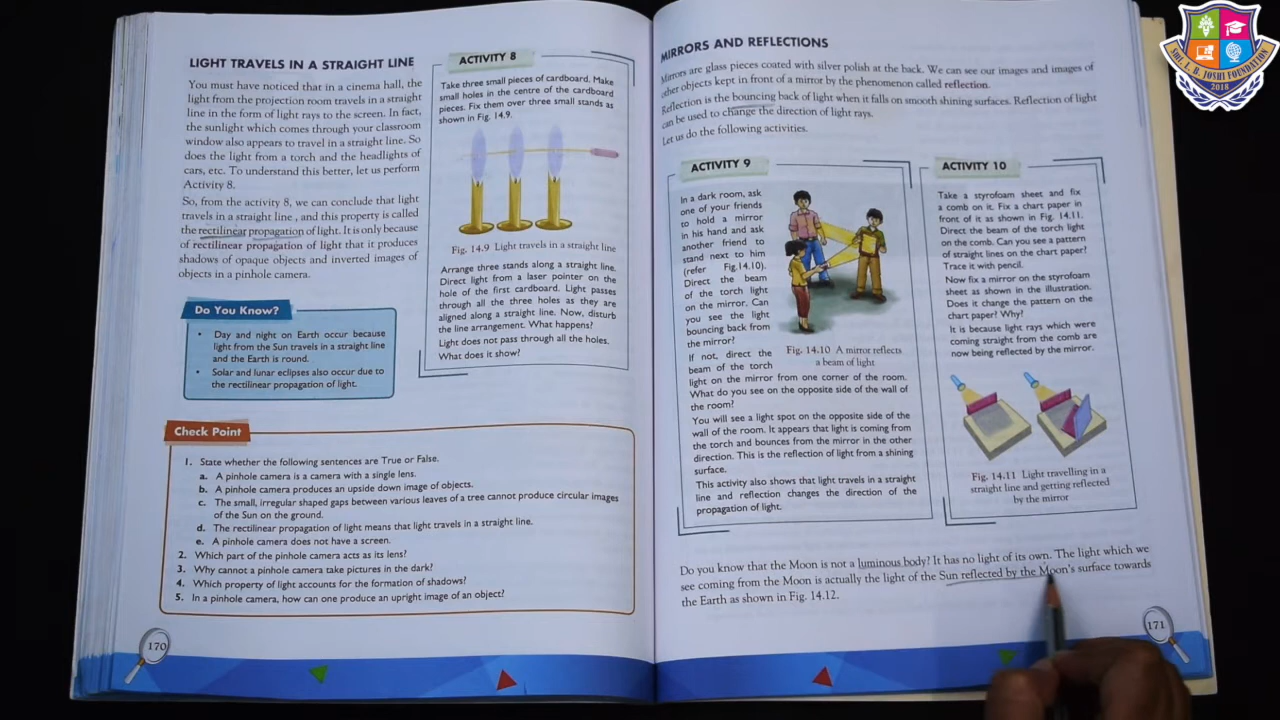 LIGHT TRAVELS IN A STRAIGHT LINE
You must have noticed that in a cinema hall, the
light from the projection room travels in a straight
line in the form of light rays to the screen. In fact,
the sunlight which comes through your classroom
window also appears to travel in a straight line. So
does the light from a torch and the headlights of
cars, etc. To understand this better, let us perform
Activity 8.
So, from the activity 8, we can conclude that light
travels in a straight line , and this property is called
the rectilinear propagation of light. It is only because
of rectilinear propagation of light that it produces
shadows of opaque objects and inverted images of
objects in a pinhole camera.
Do You Know?
• Day and night on Earth occur because
light from the Sun travels in a straight line
and the Earth is round.
• Solar and lunar eclipses also occur due to
the rectilinear propagation of light.
ACTIVITY 8
Take three small pieces of cardboard. Make
small holes in the centre of the cardboard
pieces. Fix them over three small stands as
shown in Fig. 14.9.
Fig. 14.9 Light travels in a straight line
Arrange three stands along a straight line.
Direct light from a laser pointer on the
hole of the first cardboard. Light passes
through all the three holes as they are
aligned along a straight line. Now, disturb
the line arrangement. What happens?
Light does not pass through all the holes.
What does it show?
Check Point
1. State whether the following sentences are True or False.
a. A pinhole camera is a camera with a single lens.
b. A pinhole camera produces an upside down image of objects.
c. The small, irregular shaped gaps between various leaves of a tree cannot produce circular images
of the Sun on the ground.
d. The rectilinear propagation of light means that light travels in a straight line.
e. A pinhole camera does not have a screen.
2. Which part of the pinhole camera acts as its lens?
3. Why cannot a pinhole camera take pictures in the dark?
4. Which property of light accounts for the formation of shadows?
5. In a pinhole camera, how can one produce an upright image of an object?
170
MIRRORS AND REFLECTIONS
Mirrors are glass pieces coated with silver polish at the back. We can see our images and images of
other objects kept in front of a mirror by the phenomenon called reflection.
Reflection is the bouncing back of light when it falls on smooth shining surfaces. Reflection of light
can be used to change the direction of light rays.
Let us do the following activities.
ACTIVITY 9
In a dark room, ask
one of your friends
to hold a mirror
in his hand and ask
another friend to
stand next to him
(refer Fig.14.10).
Direct the beam
of the torch light
on the mirror. Can
you see the light
bouncing back from
the mirror?
If not, direct the
beam of the torch
light on the mirror from one corner of the room.
What do you see on the opposite side of the wall of
the room?
You will see a light spot on the opposite side of the
wall of the room. It appears that light is coming from
the torch and bounces from the mirror in the other
direction. This is the reflection of light from a shining
surface.
This activity also shows that light travels in a straight
line and reflection changes the direction of the
propagation of light.
Fig. 14.10 A mirror reflects
a beam of light
ACTIVITY 10
Take a styrofoam sheet and fix
a comb on it. Fix a chart paper in
front of it as shown in Fig. 14.11.
Direct the beam of the torch light
on the comb. Can you see a pattern
of straight lines on the chart paper?
Trace it with pencil.
Now fix a mirror on the styrofoam
sheet as shown in the illustration.
Does it change the pattern on the
chart paper? Why?
It is because light rays which were
coming straight from the comb are
now being reflected by the mirror.
Fig. 14.11 Light travelling in a
straight line and getting reflected
by the mirror
Do you know that the Moon is not a luminous body? It has no light of its own. The light which we
see coming from the Moon is actually the light of the Sun reflected by the Moon's surface towards
the Earth as shown in Fig. 14.12.
171
SMT. L. B. JOSHI FOUNDATION
2018